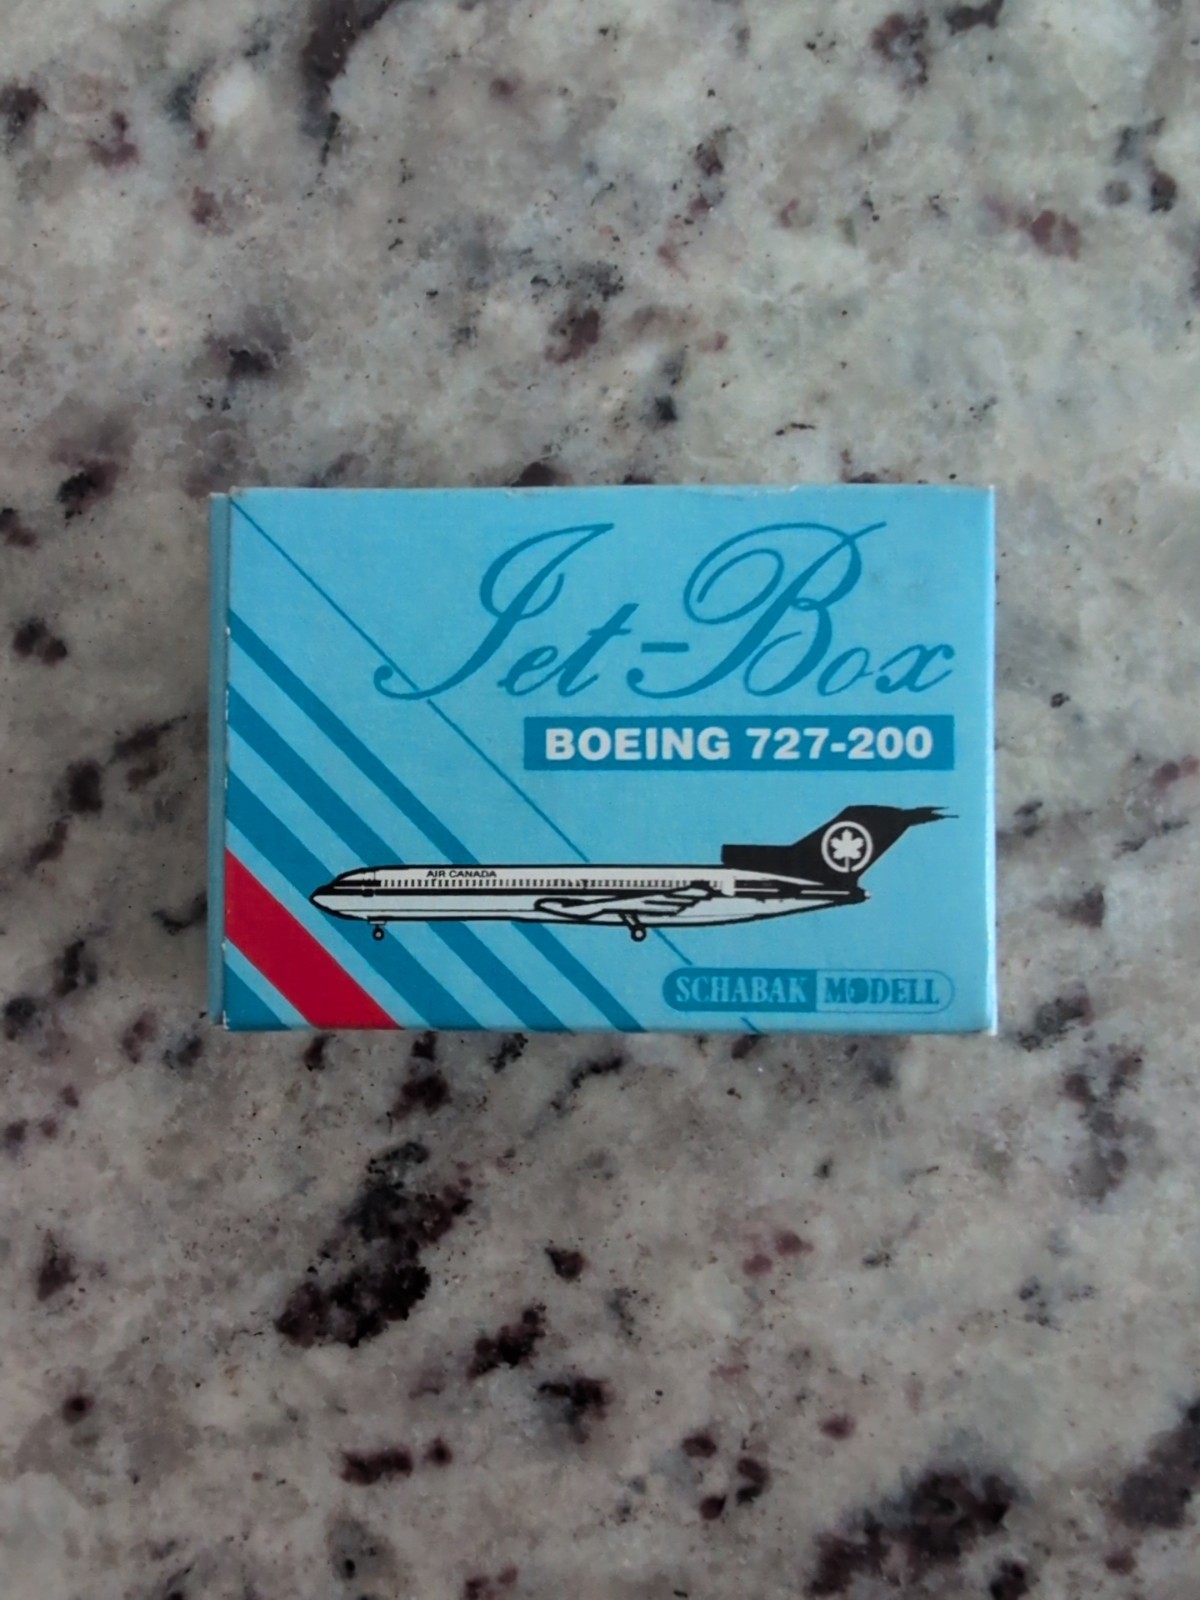 Jet-Box
BOEING 727-200
AIR CANADA
SCHABAK MODELL